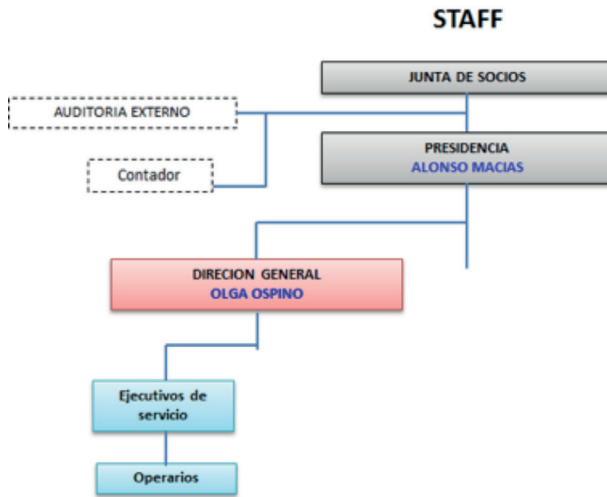 STAFF
JUNTA DE SOCIOS
AUDITORIA EXTERNO
PRESIDENCIA
ALONSO MACIAS
Contador
DIRECION GENERAL
OLGA OSPINO
Ejecutivos de
servicio
Operarios